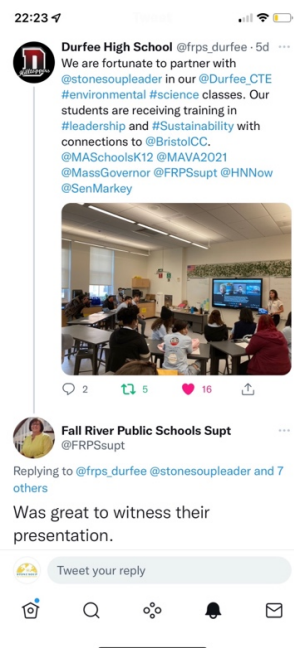 22:23
Durfee High School @frps_durfee · 5d
We are fortunate to partner with
@stonesoupleader in our @Durfee_CTE
#environmental #science classes. Our
students are receiving training in
#leadership and #Sustainability with
connections to @BristolCC.
@MASchoolsK12 @MAVA2021
@MassGovernor @FRPSsupt @HNNow
@SenMarkey
2 5 16
Fall River Public Schools Supt
@FRPSsupt
Replying to @frps_durfee @stonesoupleader and 7
others
Was great to witness their
presentation.
Tweet your reply